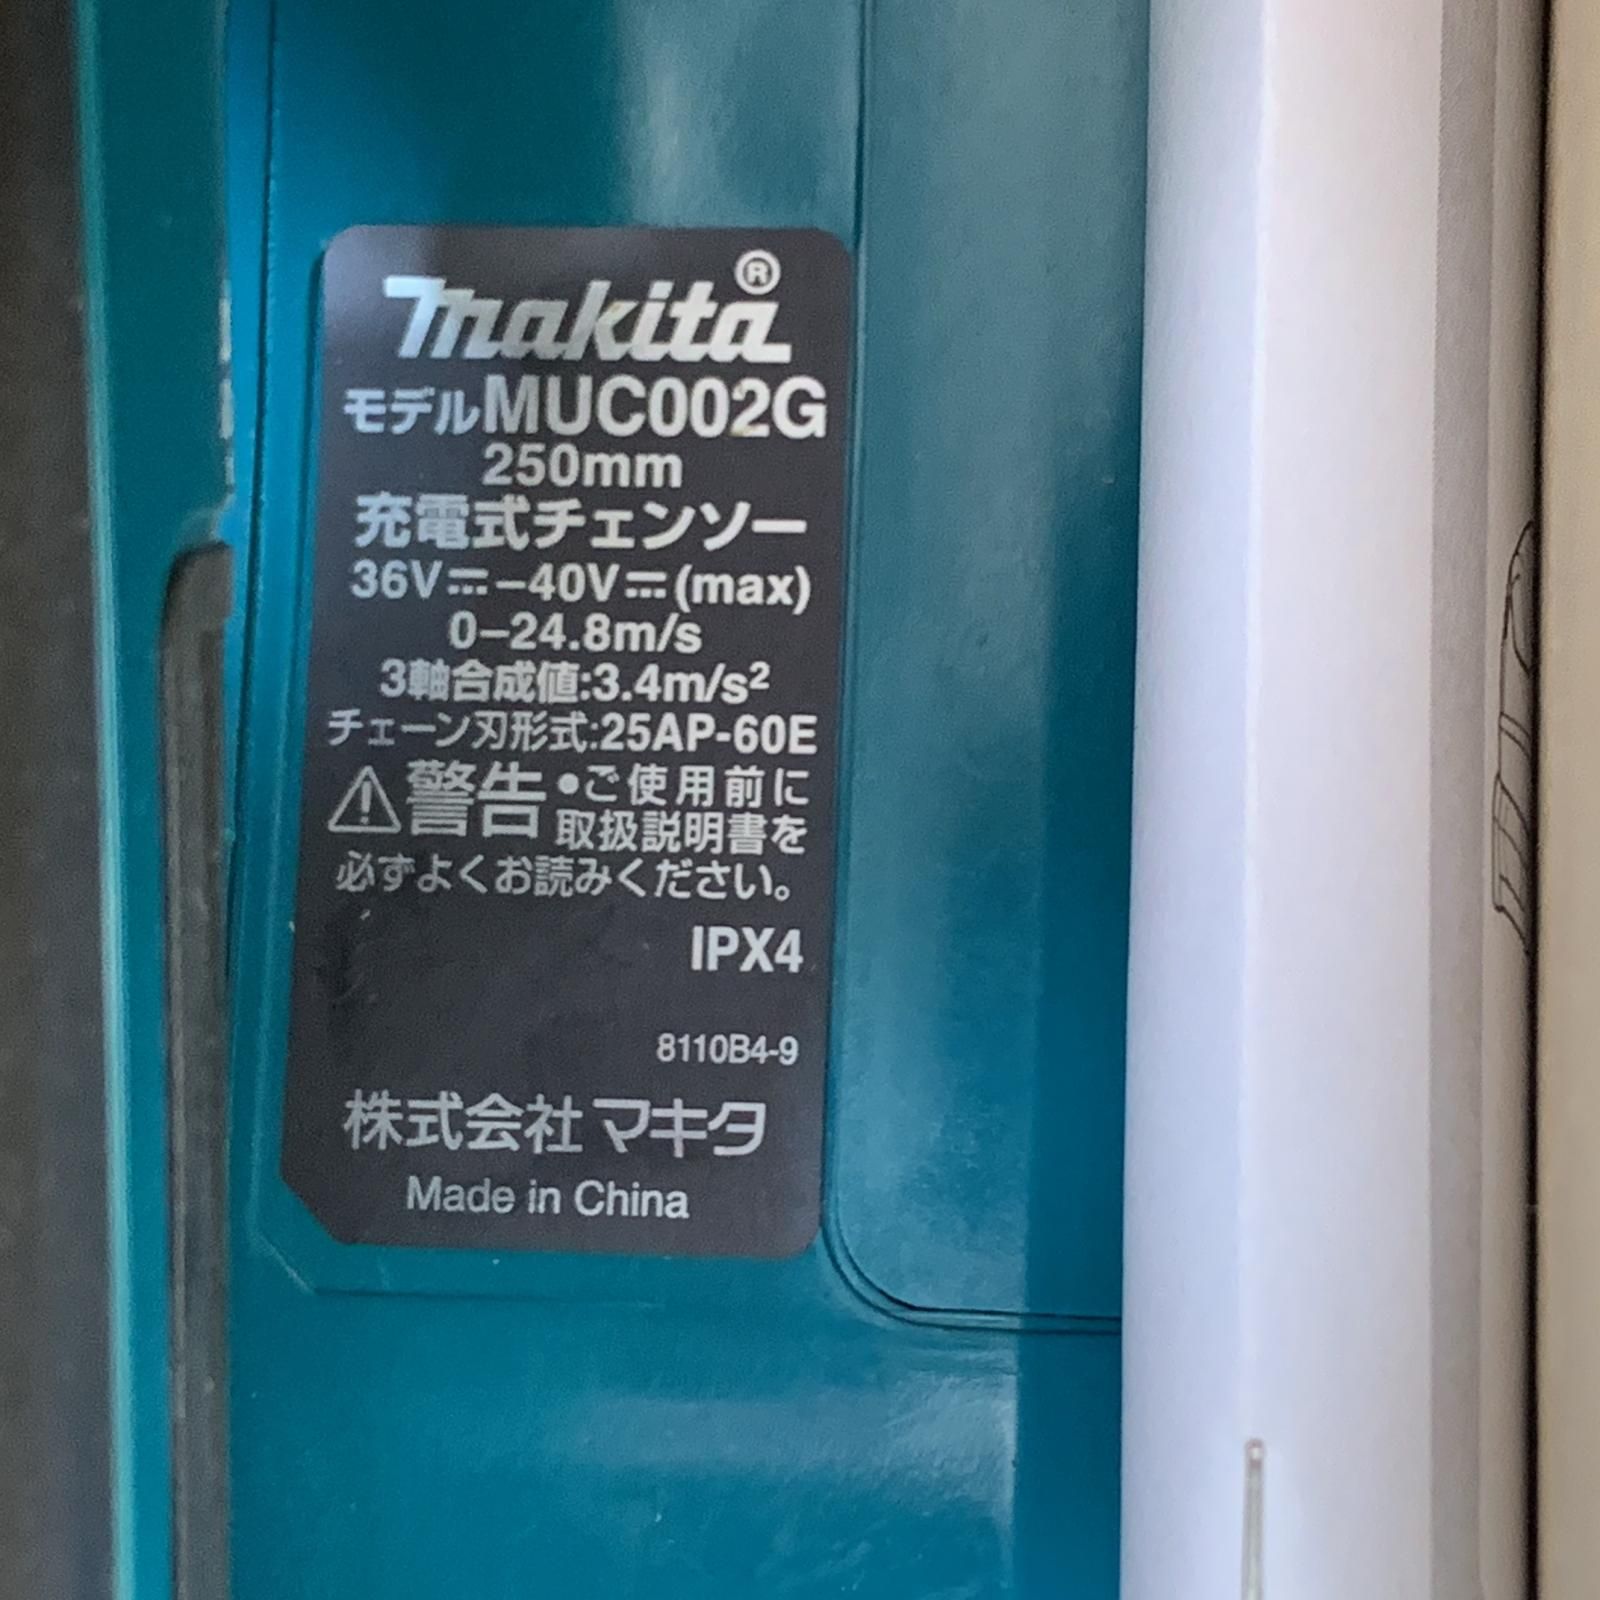 makita®
モデルMUC002G
250mm
充電式チェンソー
36V⎓–40V⎓(max)
0–24.8m/s
3軸合成値:3.4m/s²
チェーン刃形式:25AP-60E
⚠警告 •ご使用前に
取扱説明書を
必ずよくお読みください。
IPX4
8110B4-9
株式会社マキタ
Made in China